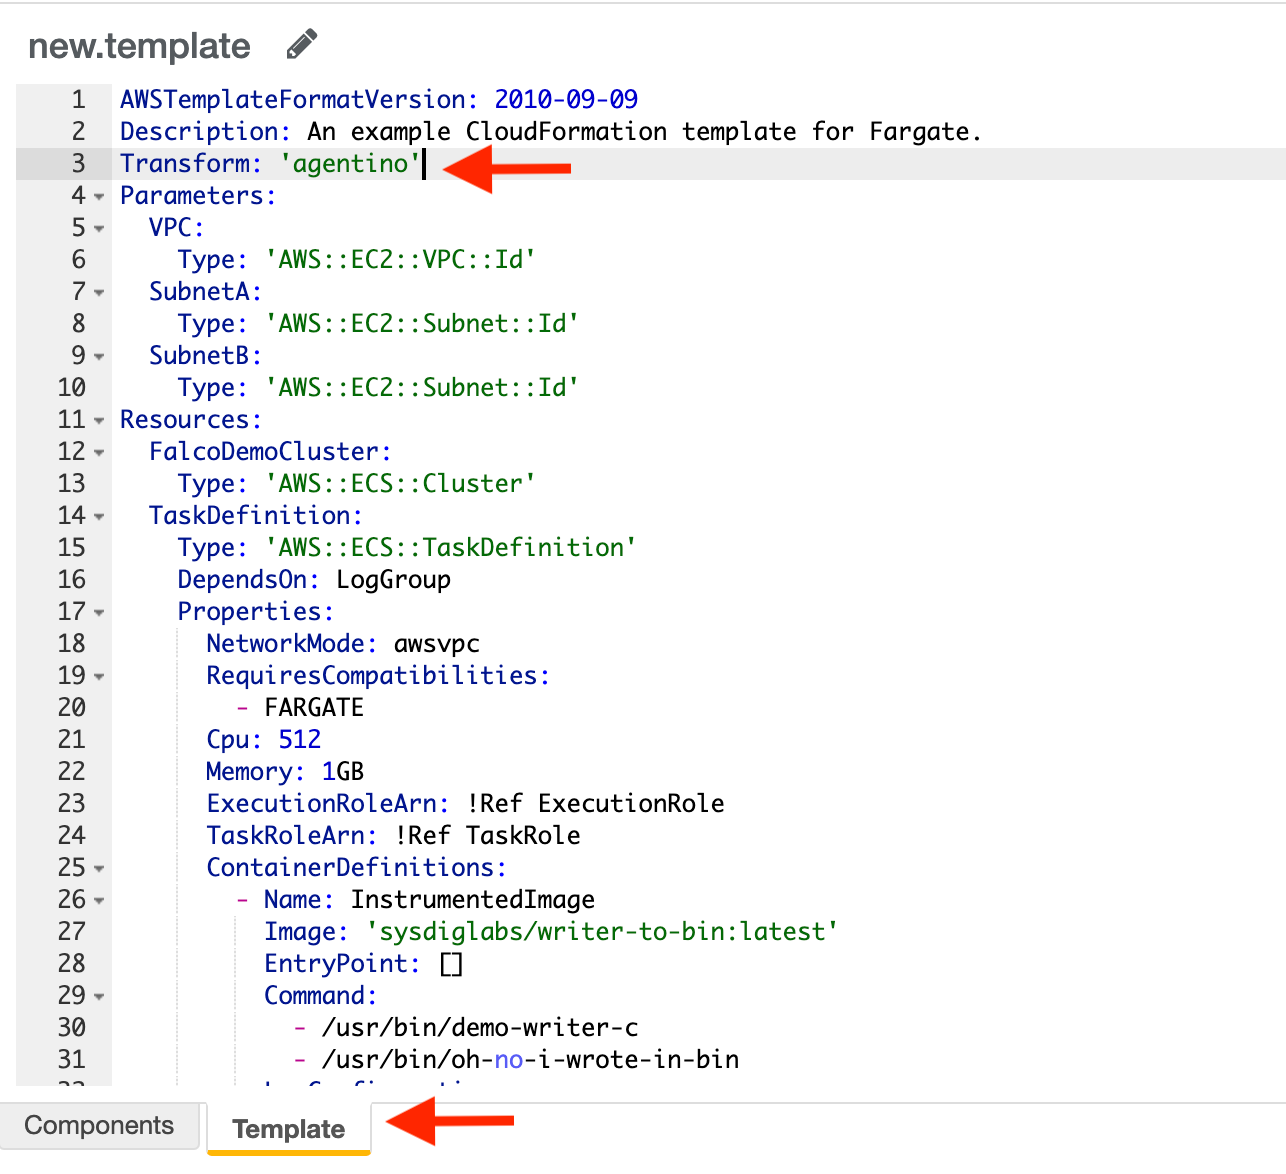 new.template
1 AWSTemplateFormatVersion: 2010-09-09
2 Description: An example CloudFormation template for Fargate.
3 Transform: 'agentino'
4 Parameters:
5 VPC:
6 Type: 'AWS::EC2::VPC::Id'
7 SubnetA:
8 Type: 'AWS::EC2::Subnet::Id'
9 SubnetB:
10 Type: 'AWS::EC2::Subnet::Id'
11 Resources:
12 FalcoDemoCluster:
13 Type: 'AWS::ECS::Cluster'
14 TaskDefinition:
15 Type: 'AWS::ECS::TaskDefinition'
16 DependsOn: LogGroup
17 Properties:
18 NetworkMode: awsvpc
19 RequiresCompatibilities:
20 - FARGATE
21 Cpu: 512
22 Memory: 1GB
23 ExecutionRoleArn: !Ref ExecutionRole
24 TaskRoleArn: !Ref TaskRole
25 ContainerDefinitions:
26 - Name: InstrumentedImage
27 Image: 'sysdiglabs/writer-to-bin:latest'
28 EntryPoint: []
29 Command:
30 - /usr/bin/demo-writer-c
31 - /usr/bin/oh-no-i-wrote-in-bin
Components
Template